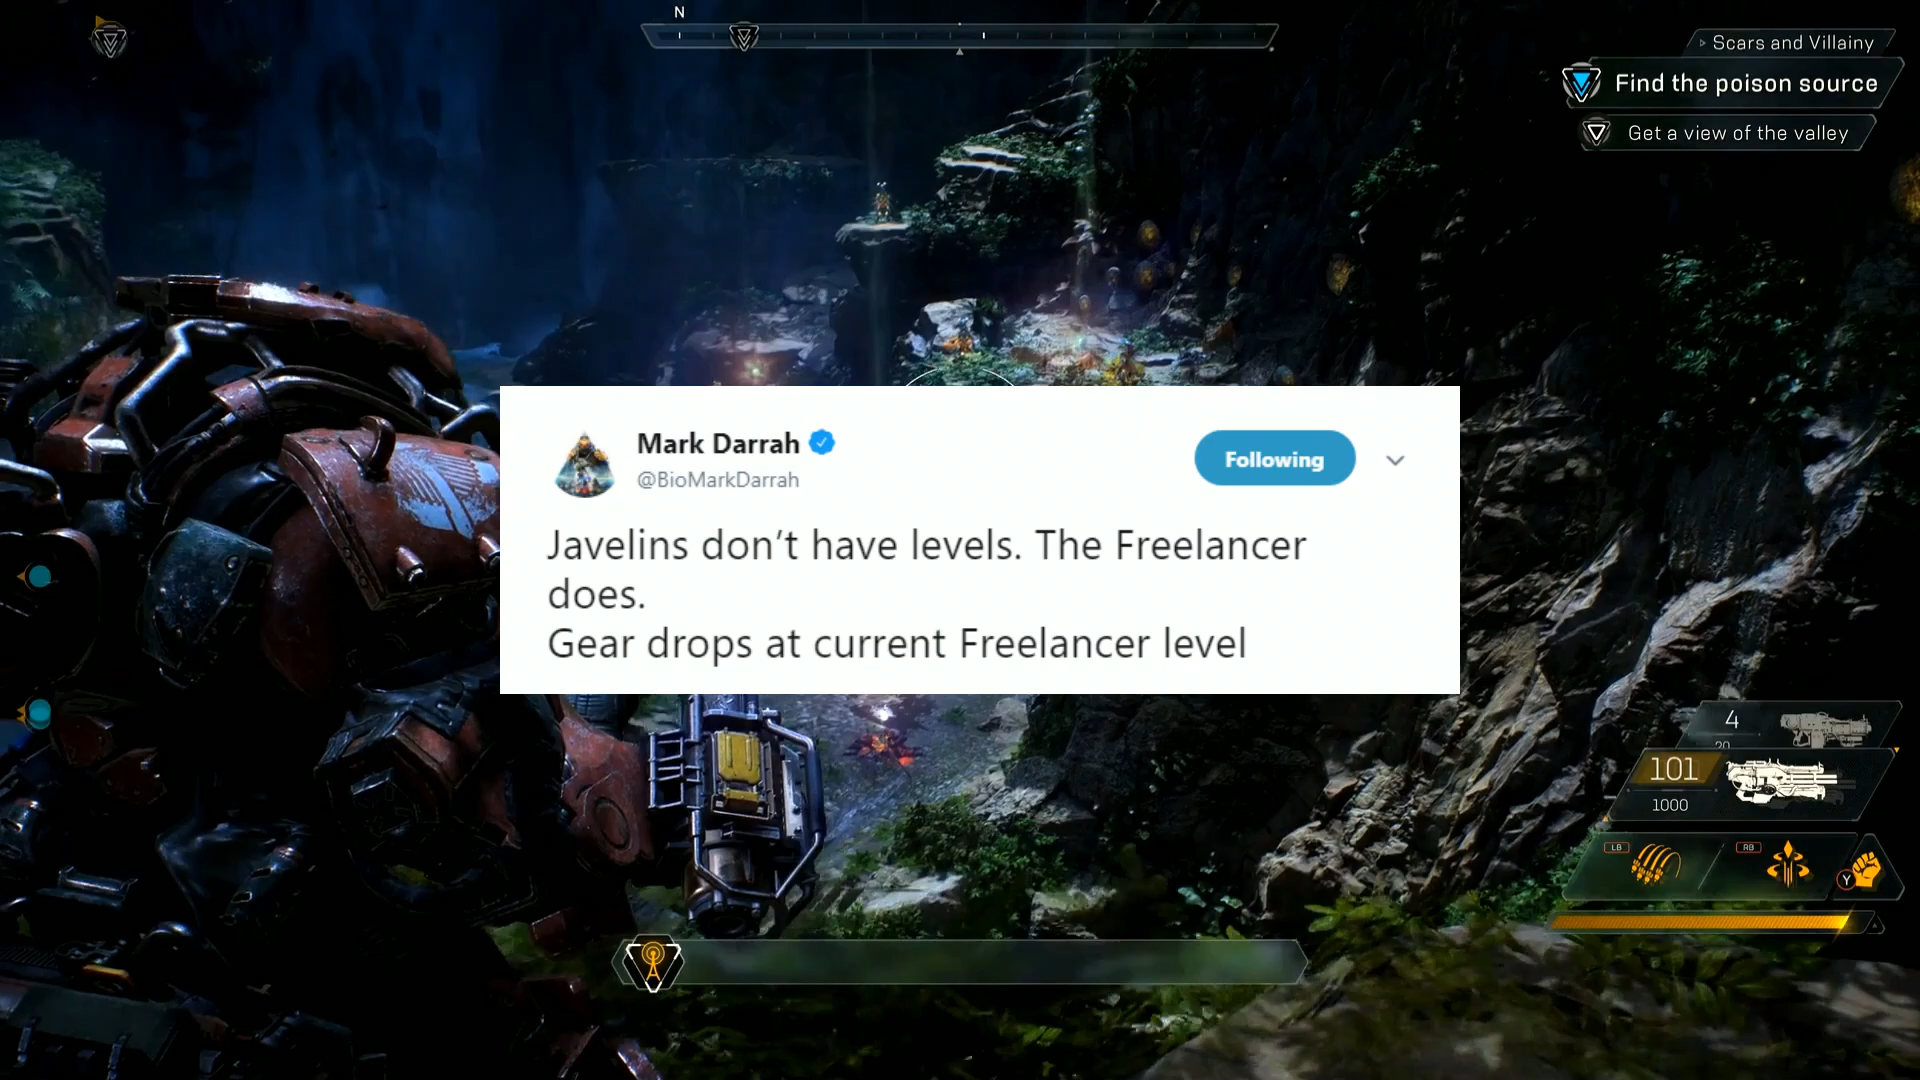 N
Scars and Villainy
Find the poison source
Get a view of the valley
Mark Darrah
@BioMarkDarrah
Following
Javelins don't have levels. The Freelancer
does.
Gear drops at current Freelancer level
4
20
101
1000
LB
RB
Y